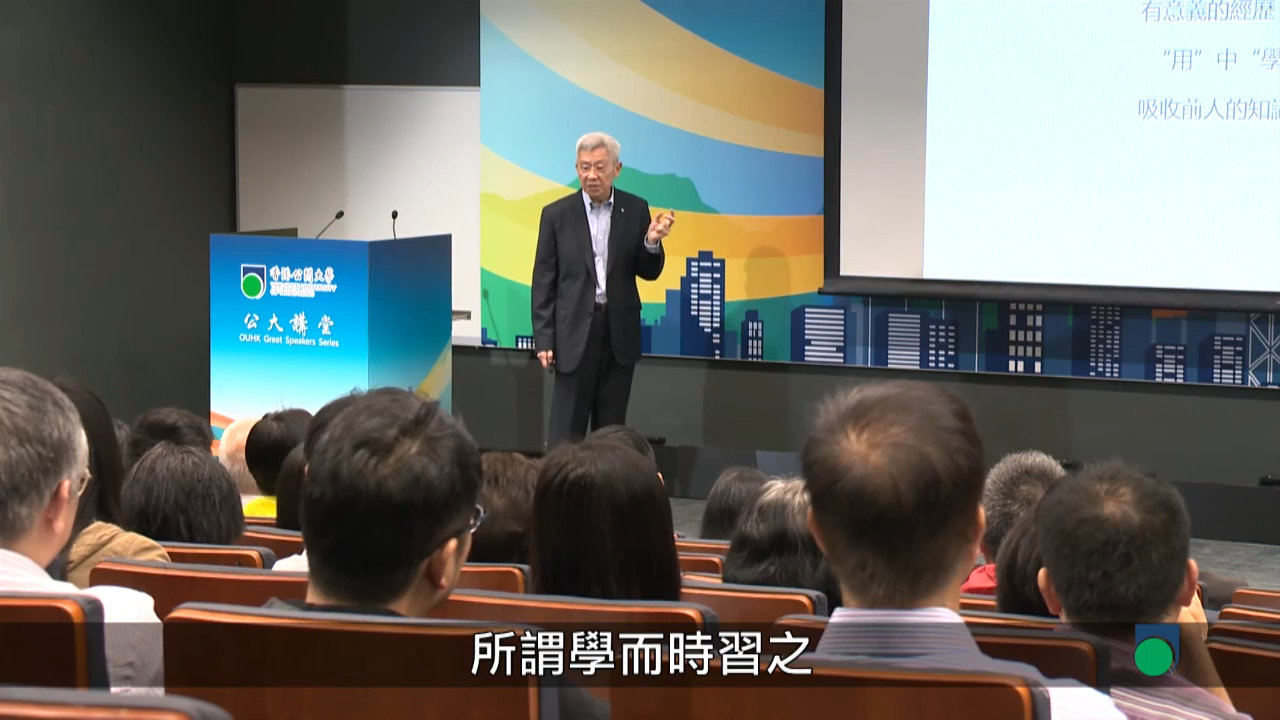 有意義的經歷
“用”中“學
吸收前人的知識
香港公開大學
公大講堂
OUHK Great Speakers Series
所謂學而時習之